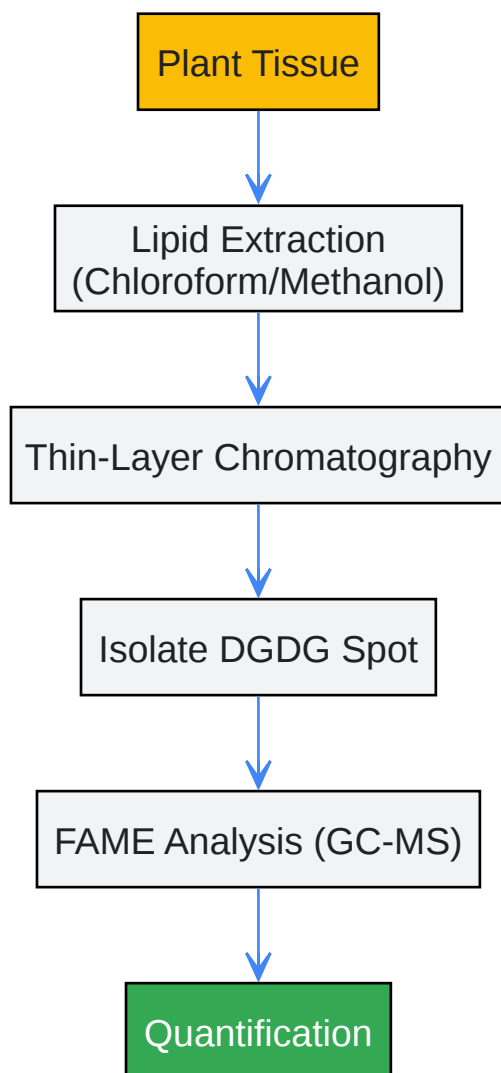 Plant Tissue
Lipid Extraction
(Chloroform/Methanol)
Thin-Layer Chromatography
Isolate DGDG Spot
FAME Analysis (GC-MS)
Quantification